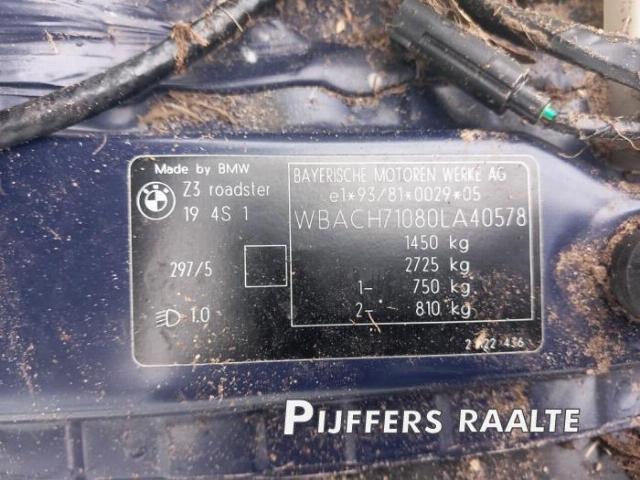 Made by BMW
Z3 roadster
19 4S 1
297/5
1.0
BAYERISCHE MOTOREN WERKE AG
e1*93/81*0029*05
WBACH71080LA40578
1450 kg
2725 kg
1- 750 kg
2- 810 kg
PIJFFERS RAALTE